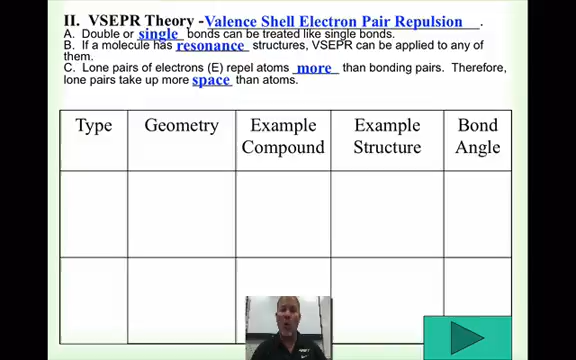 II. VSEPR Theory -Valence Shell Electron Pair Repulsion.
A. Double or single bonds can be treated like single bonds.
B. If a molecule has resonance structures, VSEPR can be applied to any of
them.
C. Lone pairs of electrons (E) repel atoms more than bonding pairs. Therefore,
lone pairs take up more space than atoms.
Type Geometry Example Example Bond
Compound Structure Angle